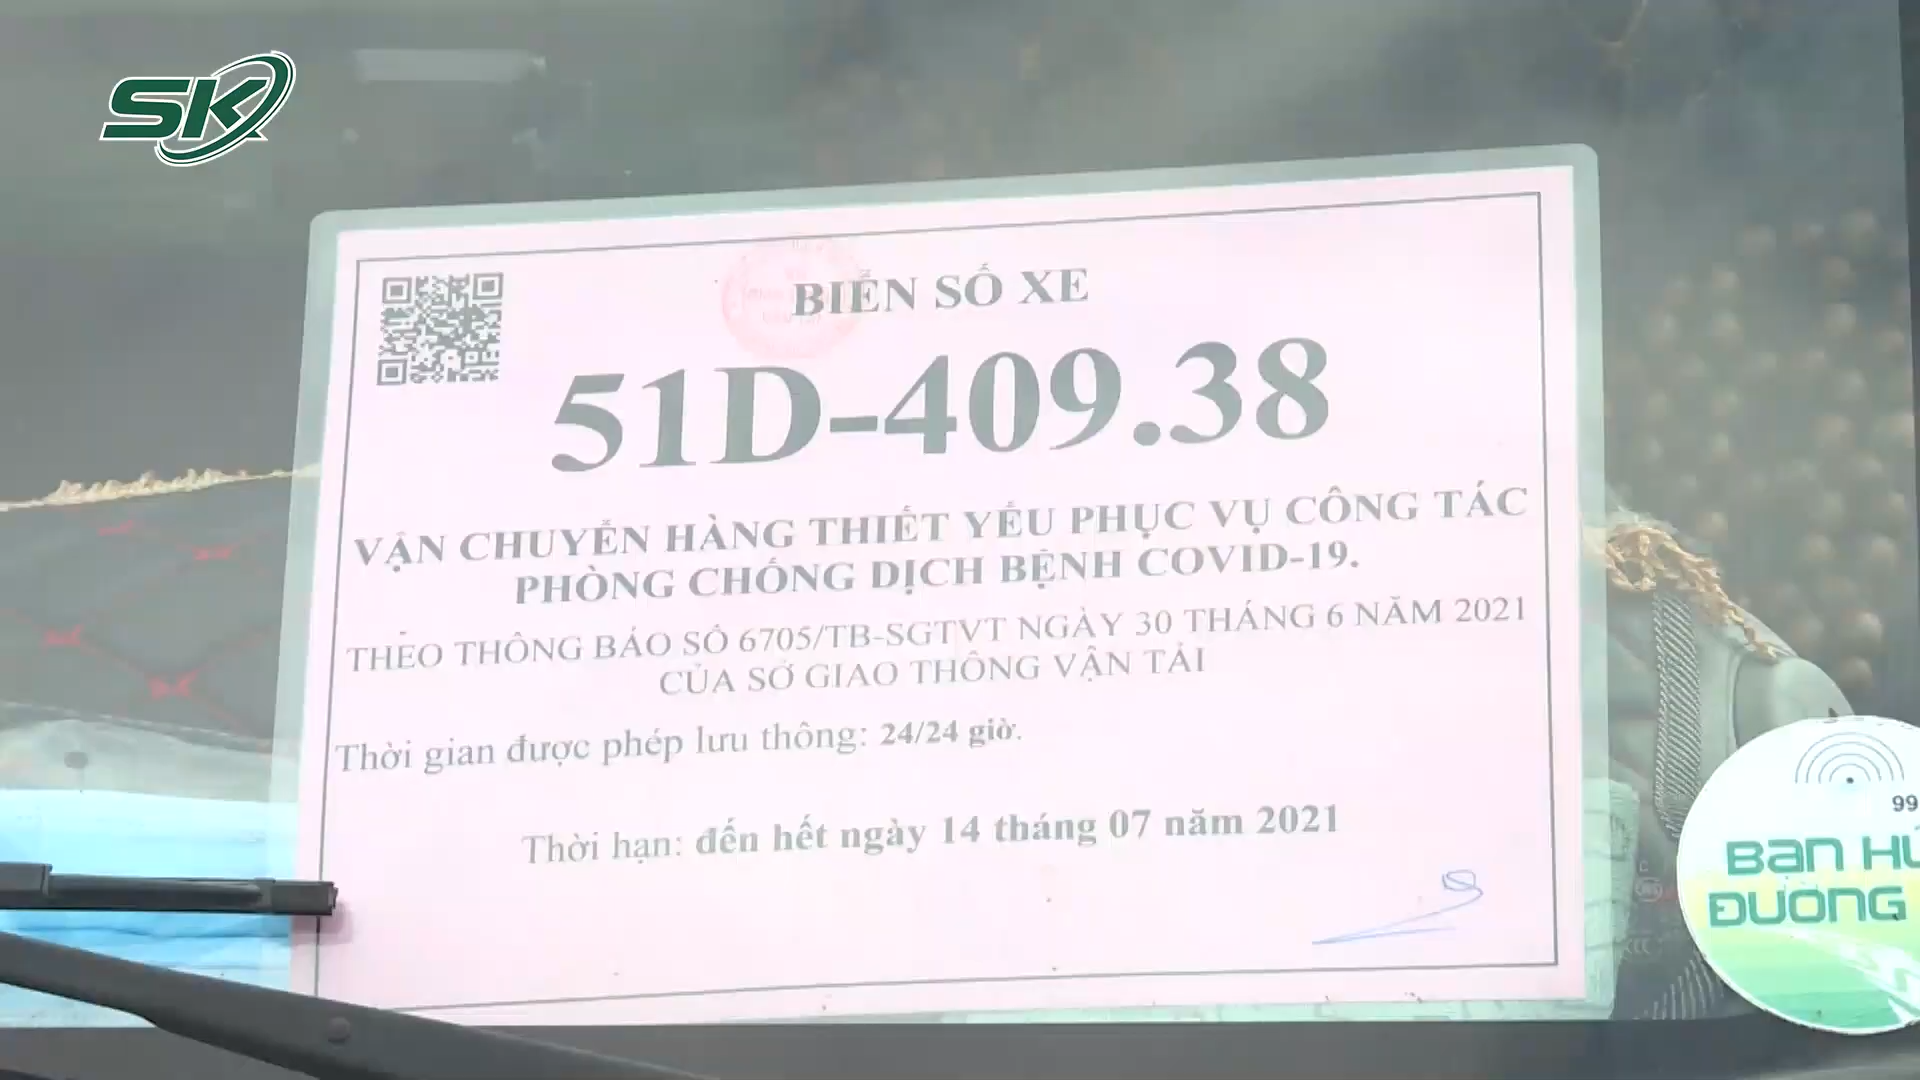 SK
BIỂN SỐ XE
51D-409.38
VẬN CHUYỂN HÀNG THIẾT YẾU PHỤC VỤ CÔNG TÁC
PHÒNG CHỐNG DỊCH BỆNH COVID-19.
THEO THÔNG BÁO SỐ 6705/TB-SGTVT NGÀY 30 THÁNG 6 NĂM 2021
CỦA SỞ GIAO THÔNG VẬN TẢI
Thời gian được phép lưu thông: 24/24 giờ.
Thời hạn: đến hết ngày 14 tháng 07 năm 2021
99
BẠN HỮ
ĐƯỜNG